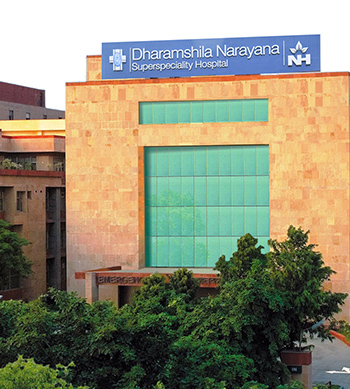 Dharamshila Narayana
Superspeciality Hospital
NH